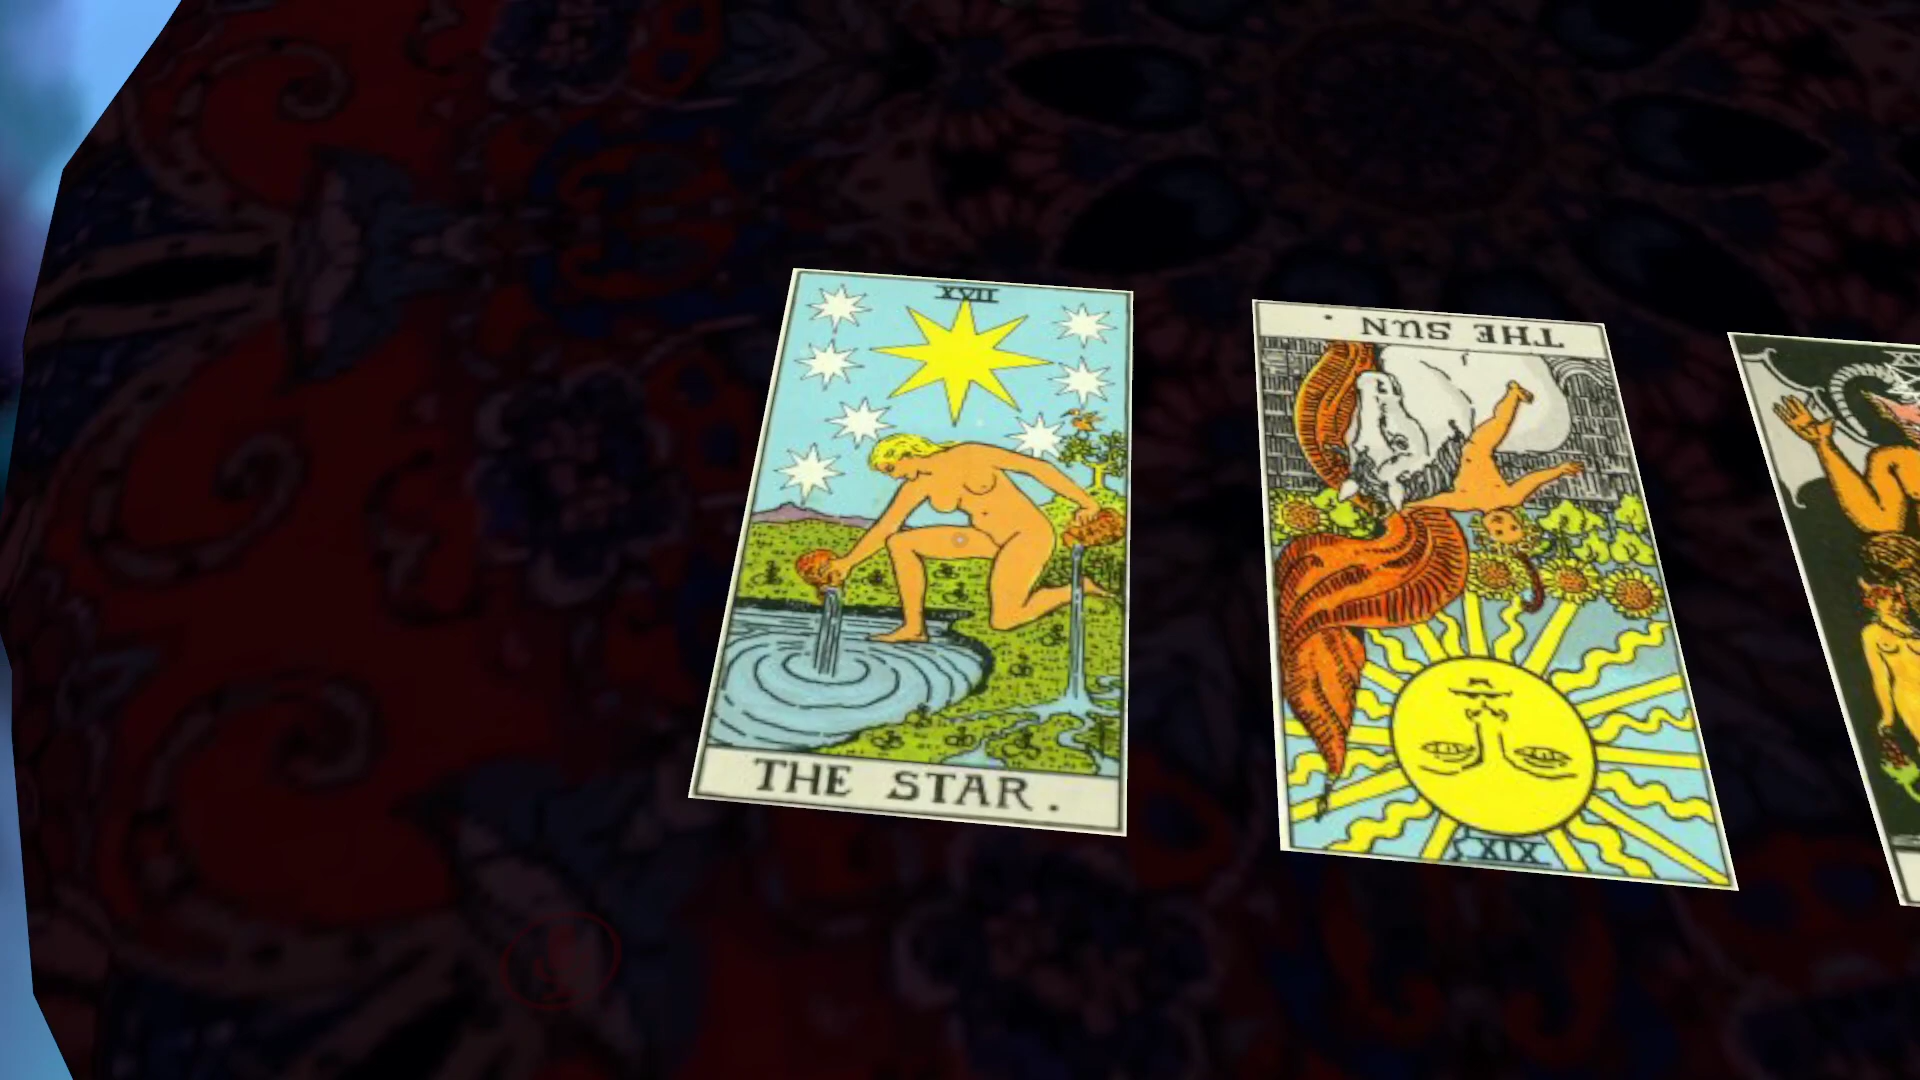 XVII
THE STAR.
THE SUN.
XIX